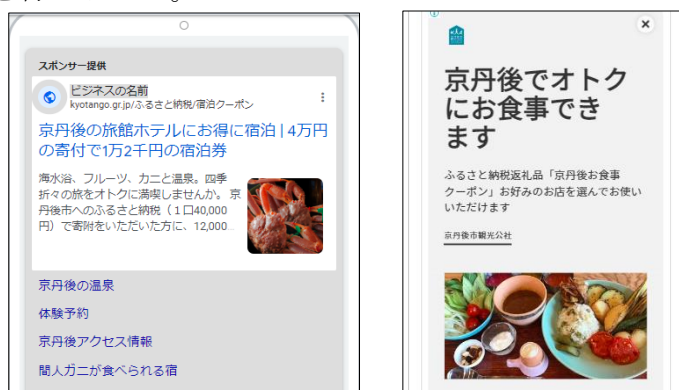 スポンサー提供
ビジネスの名前
kyotango.gr.jp/ふるさと納税/宿泊クーポン
京丹後の旅館ホテルにお得に宿泊 | 4万円
の寄付で1万2千円の宿泊券
海水浴、フルーツ、カニと温泉。四季
折々の旅をオトクに満喫しませんか。 京
丹後市へのふるさと納税（１口40,000
円）で寄附をいただいた方に、12,000...
京丹後の温泉
体験予約
京丹後アクセス情報
間人ガニが食べられる宿
京丹後でオトク
にお食事でき
ます
ふるさと納税返礼品「京丹後お食事
クーポン」お好みのお店を選んでお使い
いただけます
京丹後市観光公社